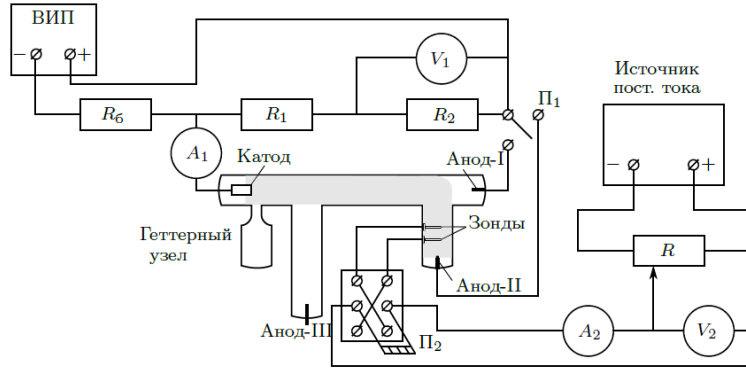 ВИП
− +
V₁
Источник
пост. тока
R_б
R₁
R₂
П₁
A₁
Катод
Анод-I
− +
Геттерный
узел
Зонды
R
Анод-II
Анод-III
П₂
A₂
V₂